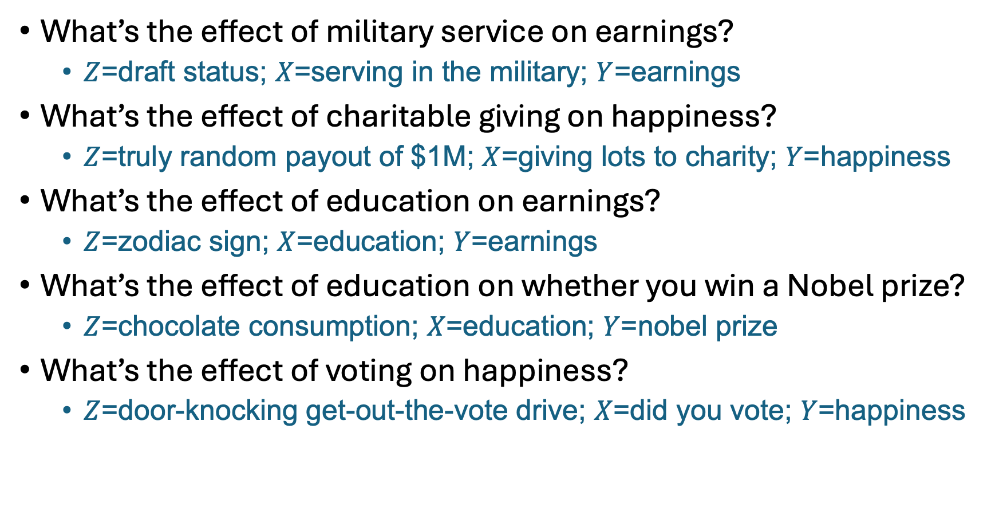 • What’s the effect of military service on earnings?
• Z=draft status; X=serving in the military; Y=earnings
• What’s the effect of charitable giving on happiness?
• Z=truly random payout of $1M; X=giving lots to charity; Y=happiness
• What’s the effect of education on earnings?
• Z=zodiac sign; X=education; Y=earnings
• What’s the effect of education on whether you win a Nobel prize?
• Z=chocolate consumption; X=education; Y=nobel prize
• What’s the effect of voting on happiness?
• Z=door-knocking get-out-the-vote drive; X=did you vote; Y=happiness